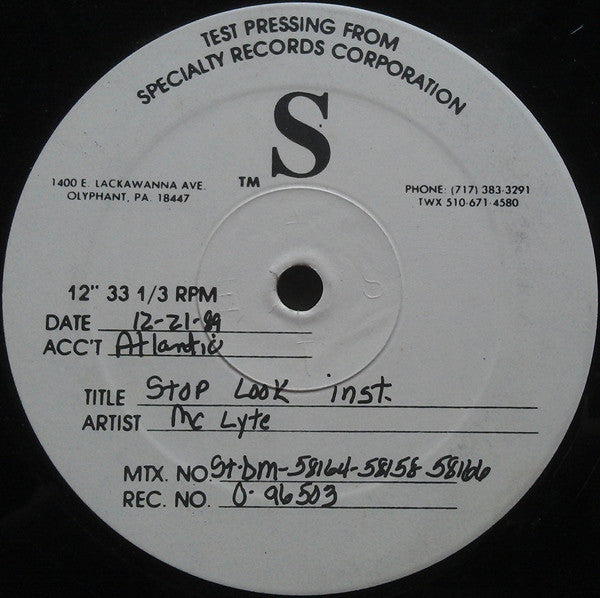 TEST PRESSING FROM
SPECIALTY RECORDS CORPORATION
S
TM
1400 E. LACKAWANNA AVE.
OLYPHANT, PA. 18447
PHONE: (717) 383-3291
TWX 510-671-4580
12" 33 1/3 RPM
DATE 12-21-89
ACC'T Atlantic
TITLE Stop Look inst.
ARTIST Mc Lyte
MTX. NO. St-DM-58164-58158 58166
REC. NO. 0-96503